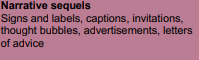 Narrative sequels
Signs and labels, captions, invitations,
thought bubbles, advertisements, letters
of advice